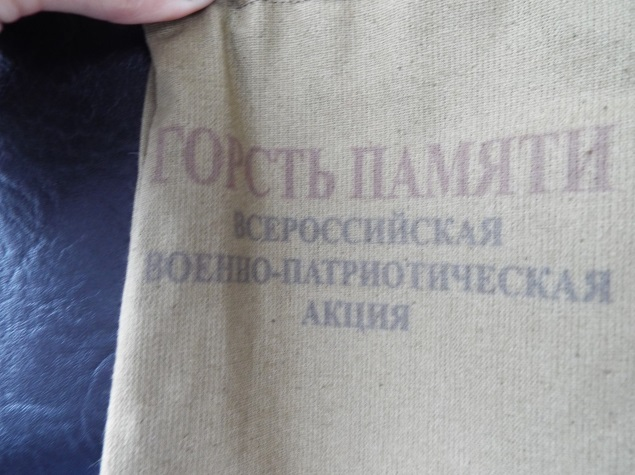 ГОРСТЬ ПАМЯТИ
ВСЕРОССИЙСКАЯ
ВОЕННО-ПАТРИОТИЧЕСКАЯ
АКЦИЯ